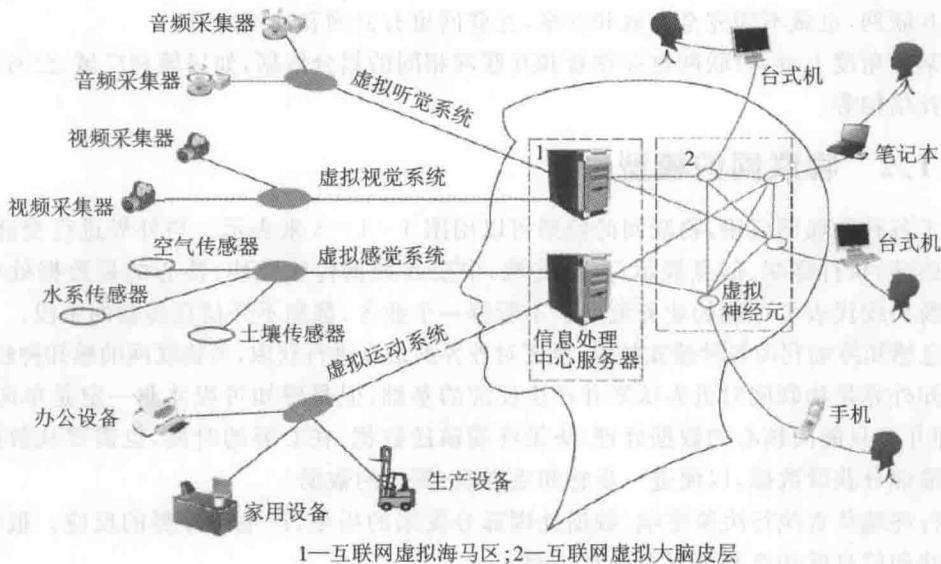 音频采集器
音频采集器
视频采集器
视频采集器
空气传感器
水系传感器
土壤传感器
办公设备
家用设备
生产设备
虚拟听觉系统
虚拟视觉系统
虚拟感觉系统
虚拟运动系统
1
2
信息处理
中心服务器
虚拟
神经元
台式机
笔记本
台式机
手机
1—互联网虚拟海马区;2—互联网虚拟大脑皮层